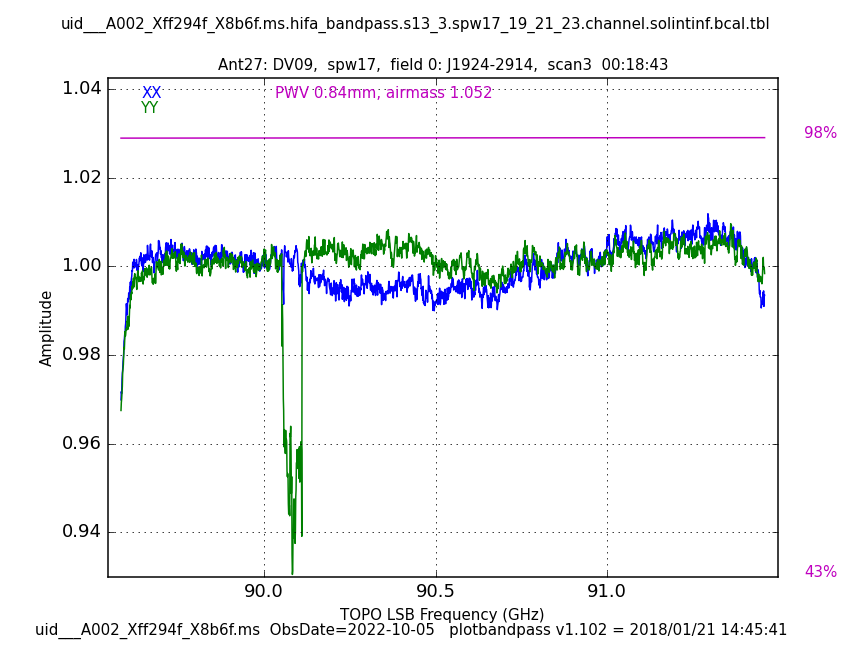 uid___A002_Xff294f_X8b6f.ms.hifa_bandpass.s13_3.spw17_19_21_23.channel.solintinf.bcal.tbl
Ant27: DV09,  spw17,  field 0: J1924-2914,  scan3  00:18:43
XX
YY
PWV 0.84mm, airmass 1.052
98%
43%
1.04
1.02
1.00
0.98
0.96
0.94
Amplitude
90.0
90.5
91.0
TOPO LSB Frequency (GHz)
uid___A002_Xff294f_X8b6f.ms  ObsDate=2022-10-05   plotbandpass v1.102 = 2018/01/21 14:45:41